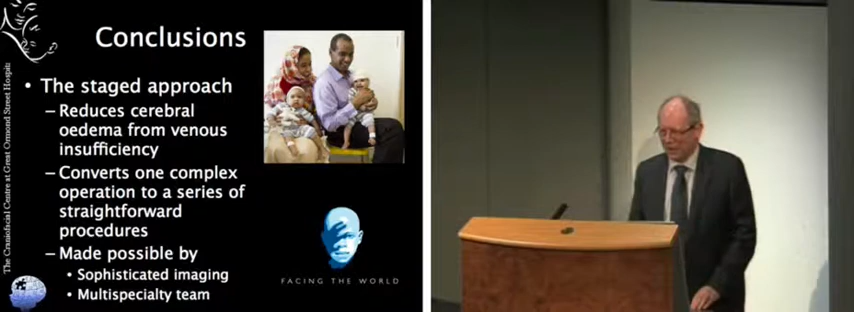 Conclusions
• The staged approach
– Reduces cerebral
oedema from venous
insufficiency
– Converts one complex
operation to a series of
straightforward
procedures
– Made possible by
• Sophisticated imaging
• Multispecialty team
The Craniofacial Centre at Great Ormond Street Hospit
FACING THE WORLD